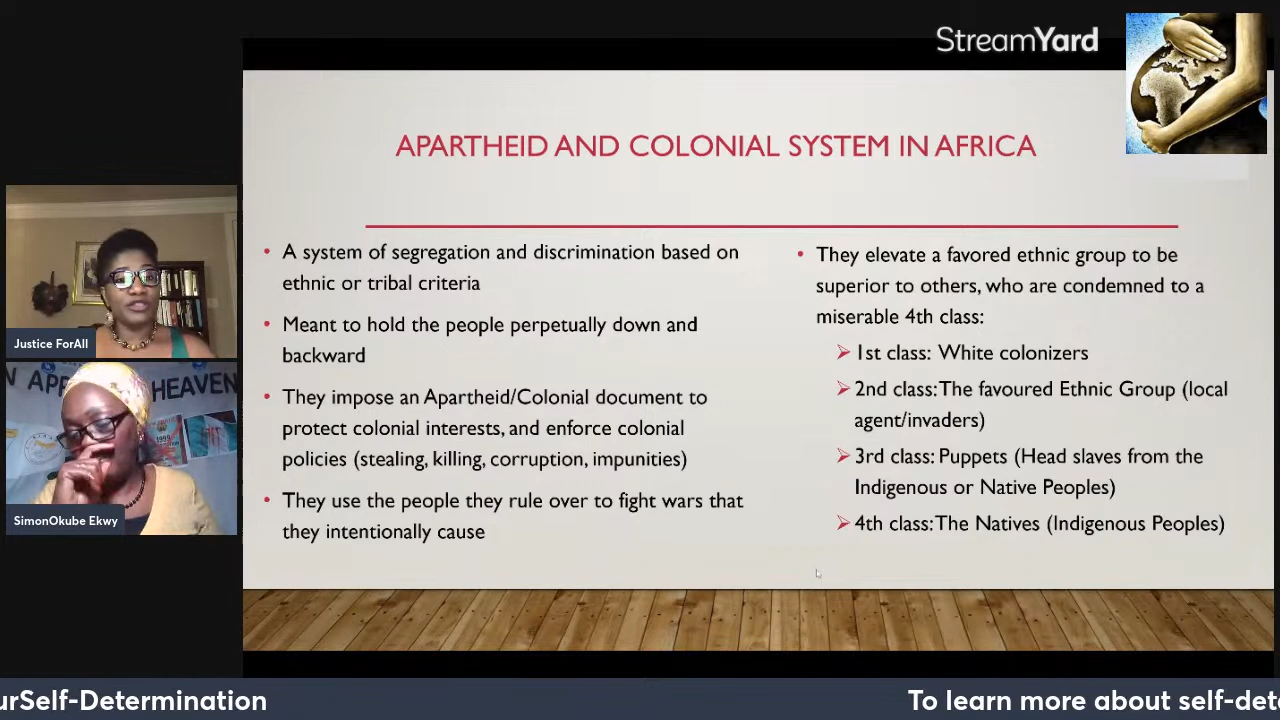 StreamYard
APARTHEID AND COLONIAL SYSTEM IN AFRICA
• A system of segregation and discrimination based on
ethnic or tribal criteria
• Meant to hold the people perpetually down and
backward
• They impose an Apartheid/Colonial document to
protect colonial interests, and enforce colonial
policies (stealing, killing, corruption, impunities)
• They use the people they rule over to fight wars that
they intentionally cause
• They elevate a favored ethnic group to be
superior to others, who are condemned to a
miserable 4th class:
➢ 1st class: White colonizers
➢ 2nd class: The favoured Ethnic Group (local
agent/invaders)
➢ 3rd class: Puppets (Head slaves from the
Indigenous or Native Peoples)
➢ 4th class: The Natives (Indigenous Peoples)
Justice ForAll
HEAVEN
1999
SimonOkube Ekwy
urSelf-Determination
To learn more about self-dete